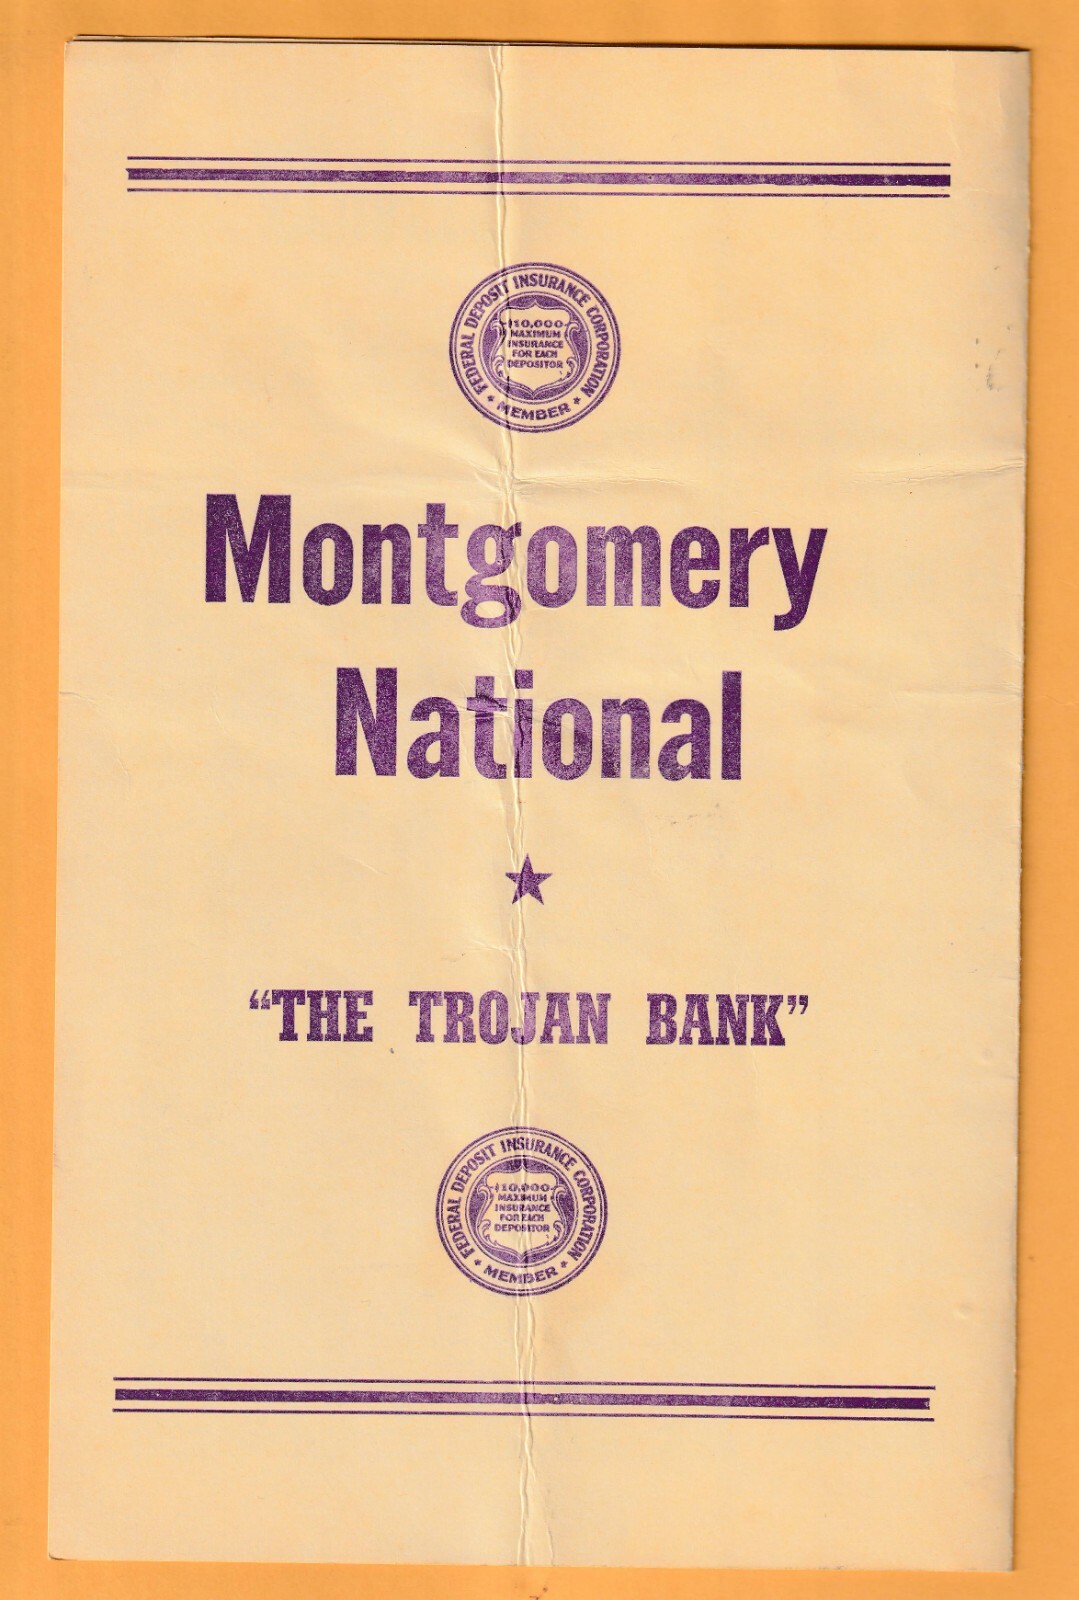 FEDERAL DEPOSIT INSURANCE CORPORATION
$10,000
MAXIMUM
INSURANCE
FOR EACH
DEPOSITOR
MEMBER
Montgomery
National
“THE TROJAN BANK”
FEDERAL DEPOSIT INSURANCE CORPORATION
$10,000
MAXIMUM
INSURANCE
FOR EACH
DEPOSITOR
MEMBER